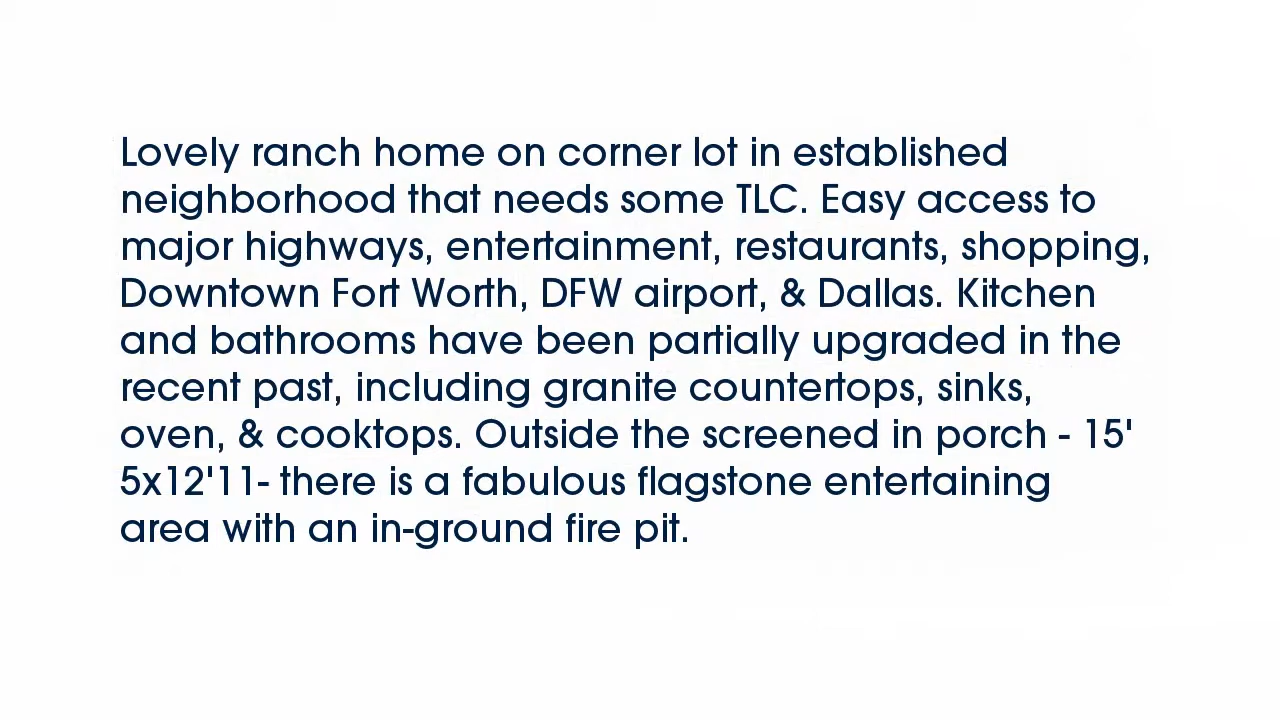 Lovely ranch home on corner lot in established
neighborhood that needs some TLC. Easy access to
major highways, entertainment, restaurants, shopping,
Downtown Fort Worth, DFW airport, & Dallas. Kitchen
and bathrooms have been partially upgraded in the
recent past, including granite countertops, sinks,
oven, & cooktops. Outside the screened in porch - 15'
5x12'11- there is a fabulous flagstone entertaining
area with an in-ground fire pit.